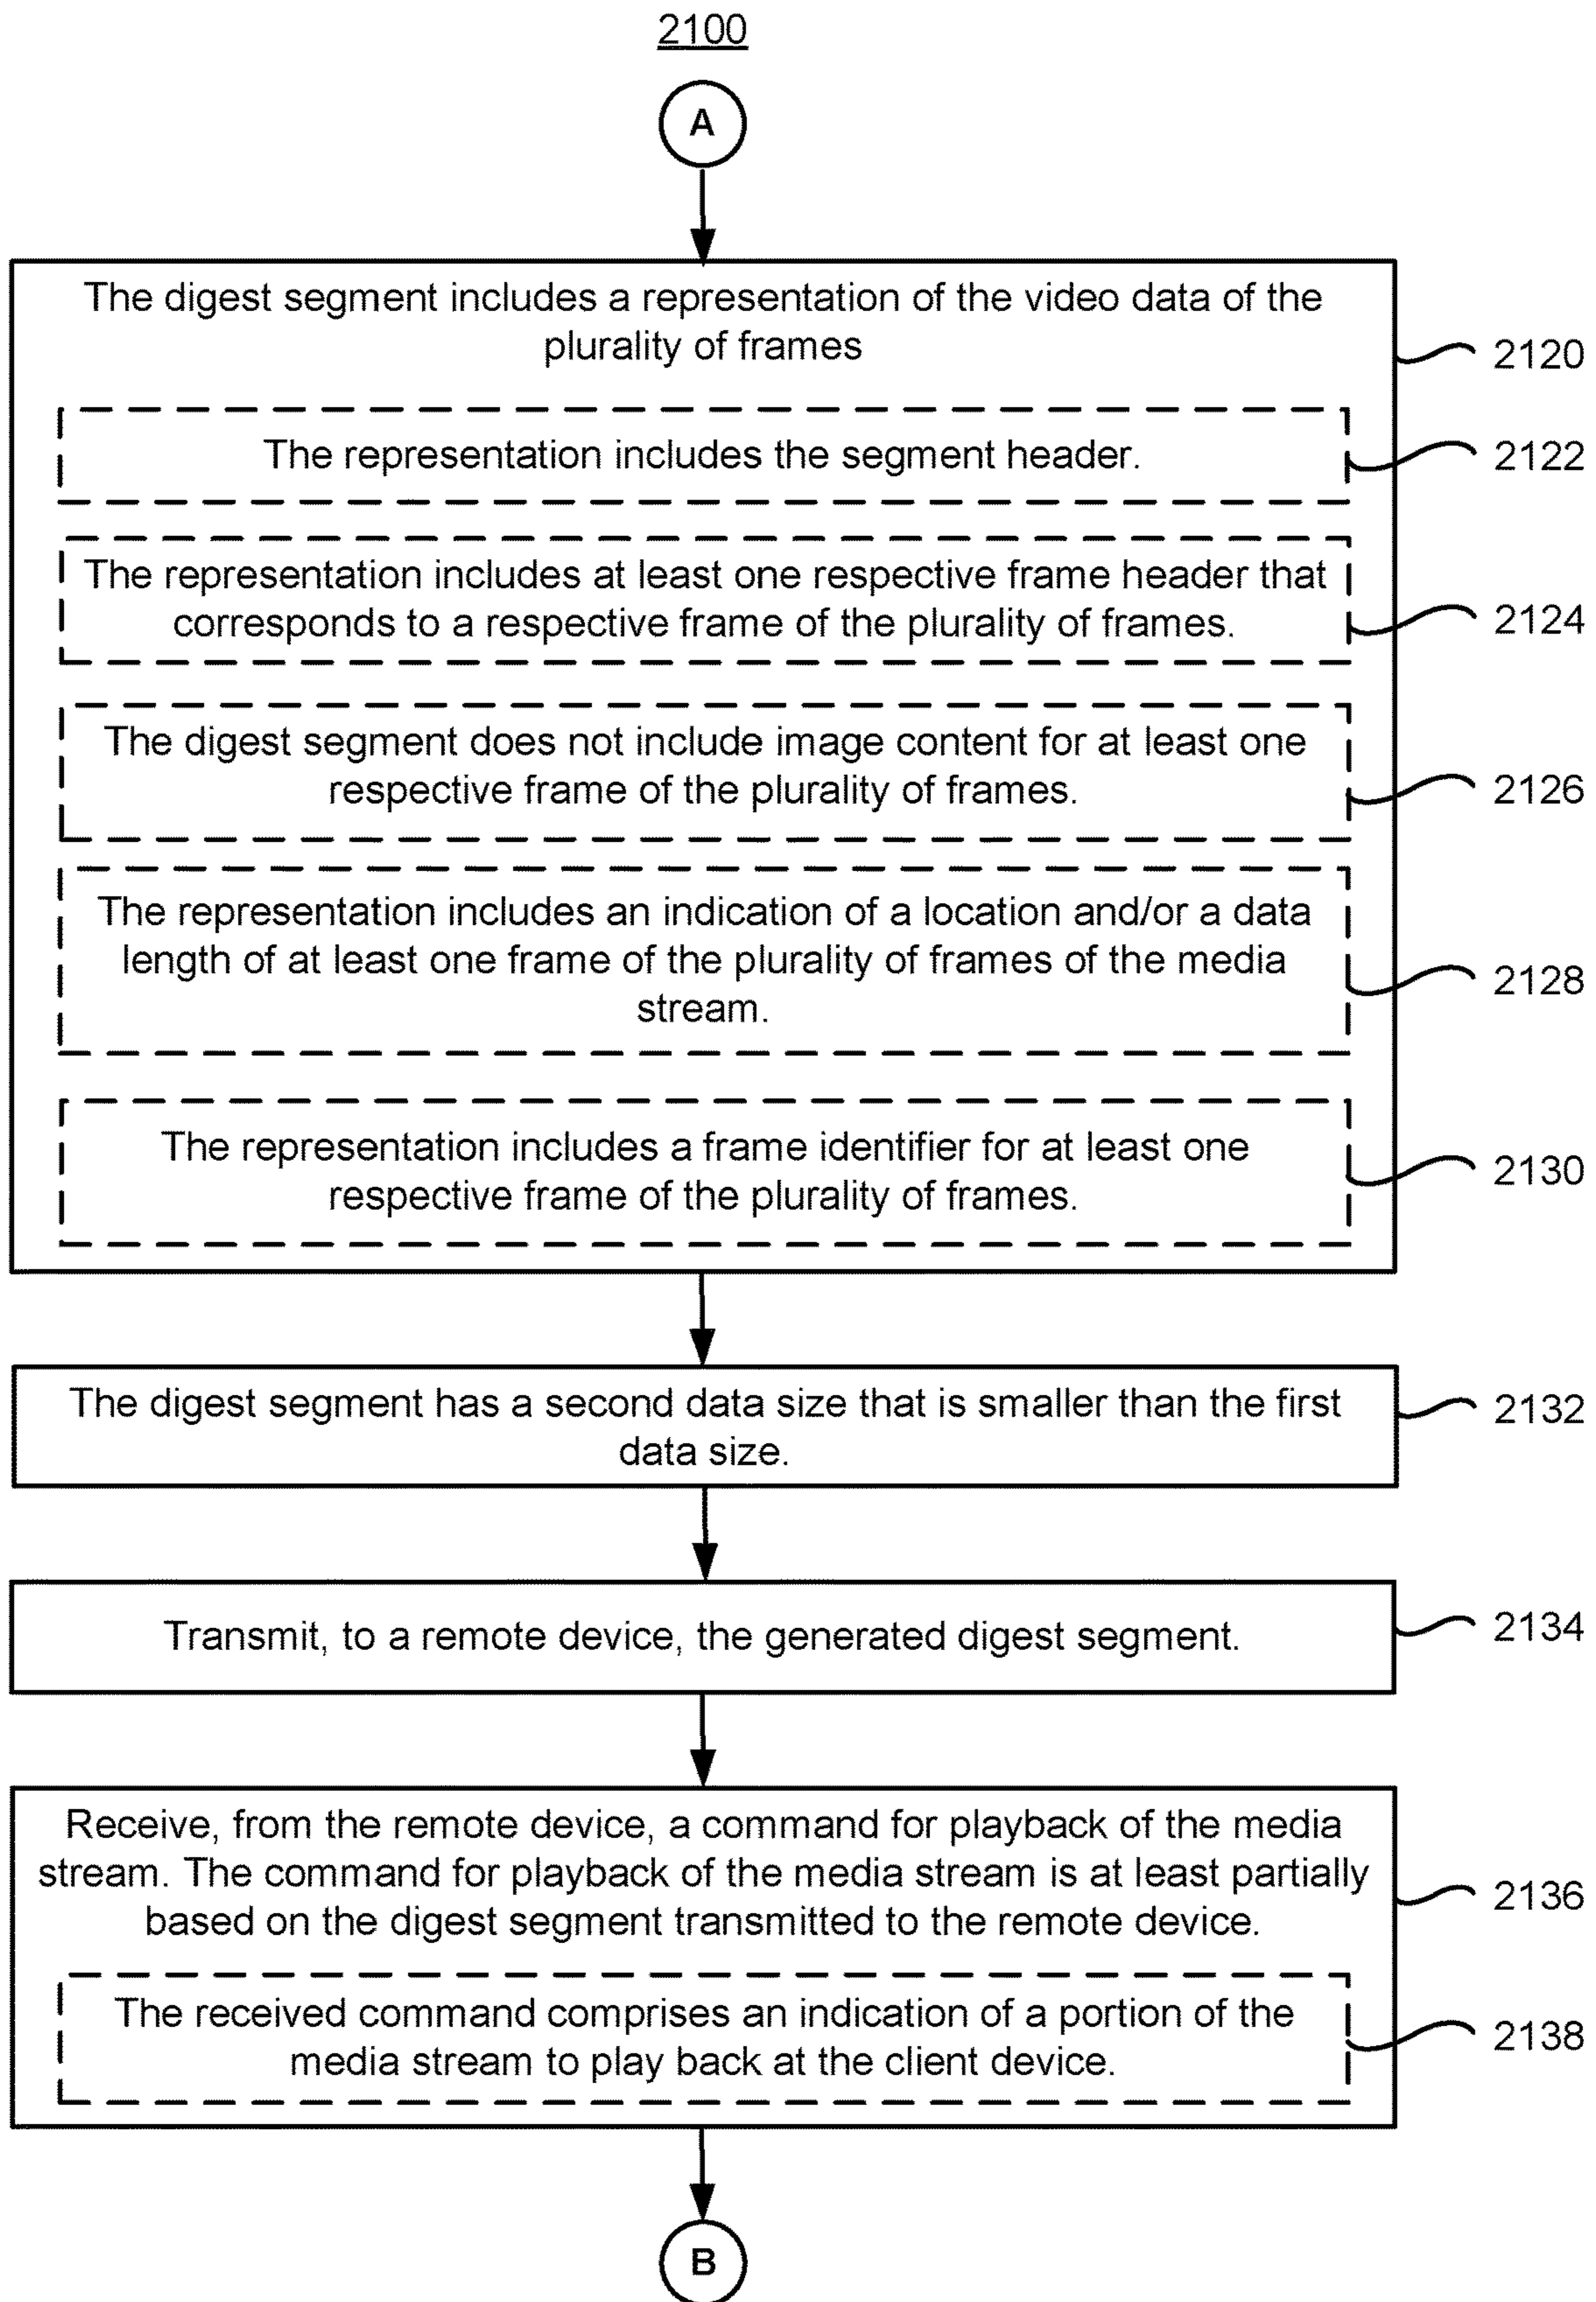 2100
A
The digest segment includes a representation of the video data of the
plurality of frames
2120
The representation includes the segment header.
2122
The representation includes at least one respective frame header that
corresponds to a respective frame of the plurality of frames.
2124
The digest segment does not include image content for at least one
respective frame of the plurality of frames.
2126
The representation includes an indication of a location and/or a data
length of at least one frame of the plurality of frames of the media
stream.
2128
The representation includes a frame identifier for at least one
respective frame of the plurality of frames.
2130
The digest segment has a second data size that is smaller than the first
data size.
2132
Transmit, to a remote device, the generated digest segment.
2134
Receive, from the remote device, a command for playback of the media
stream. The command for playback of the media stream is at least partially
based on the digest segment transmitted to the remote device.
2136
The received command comprises an indication of a portion of the
media stream to play back at the client device.
2138
B